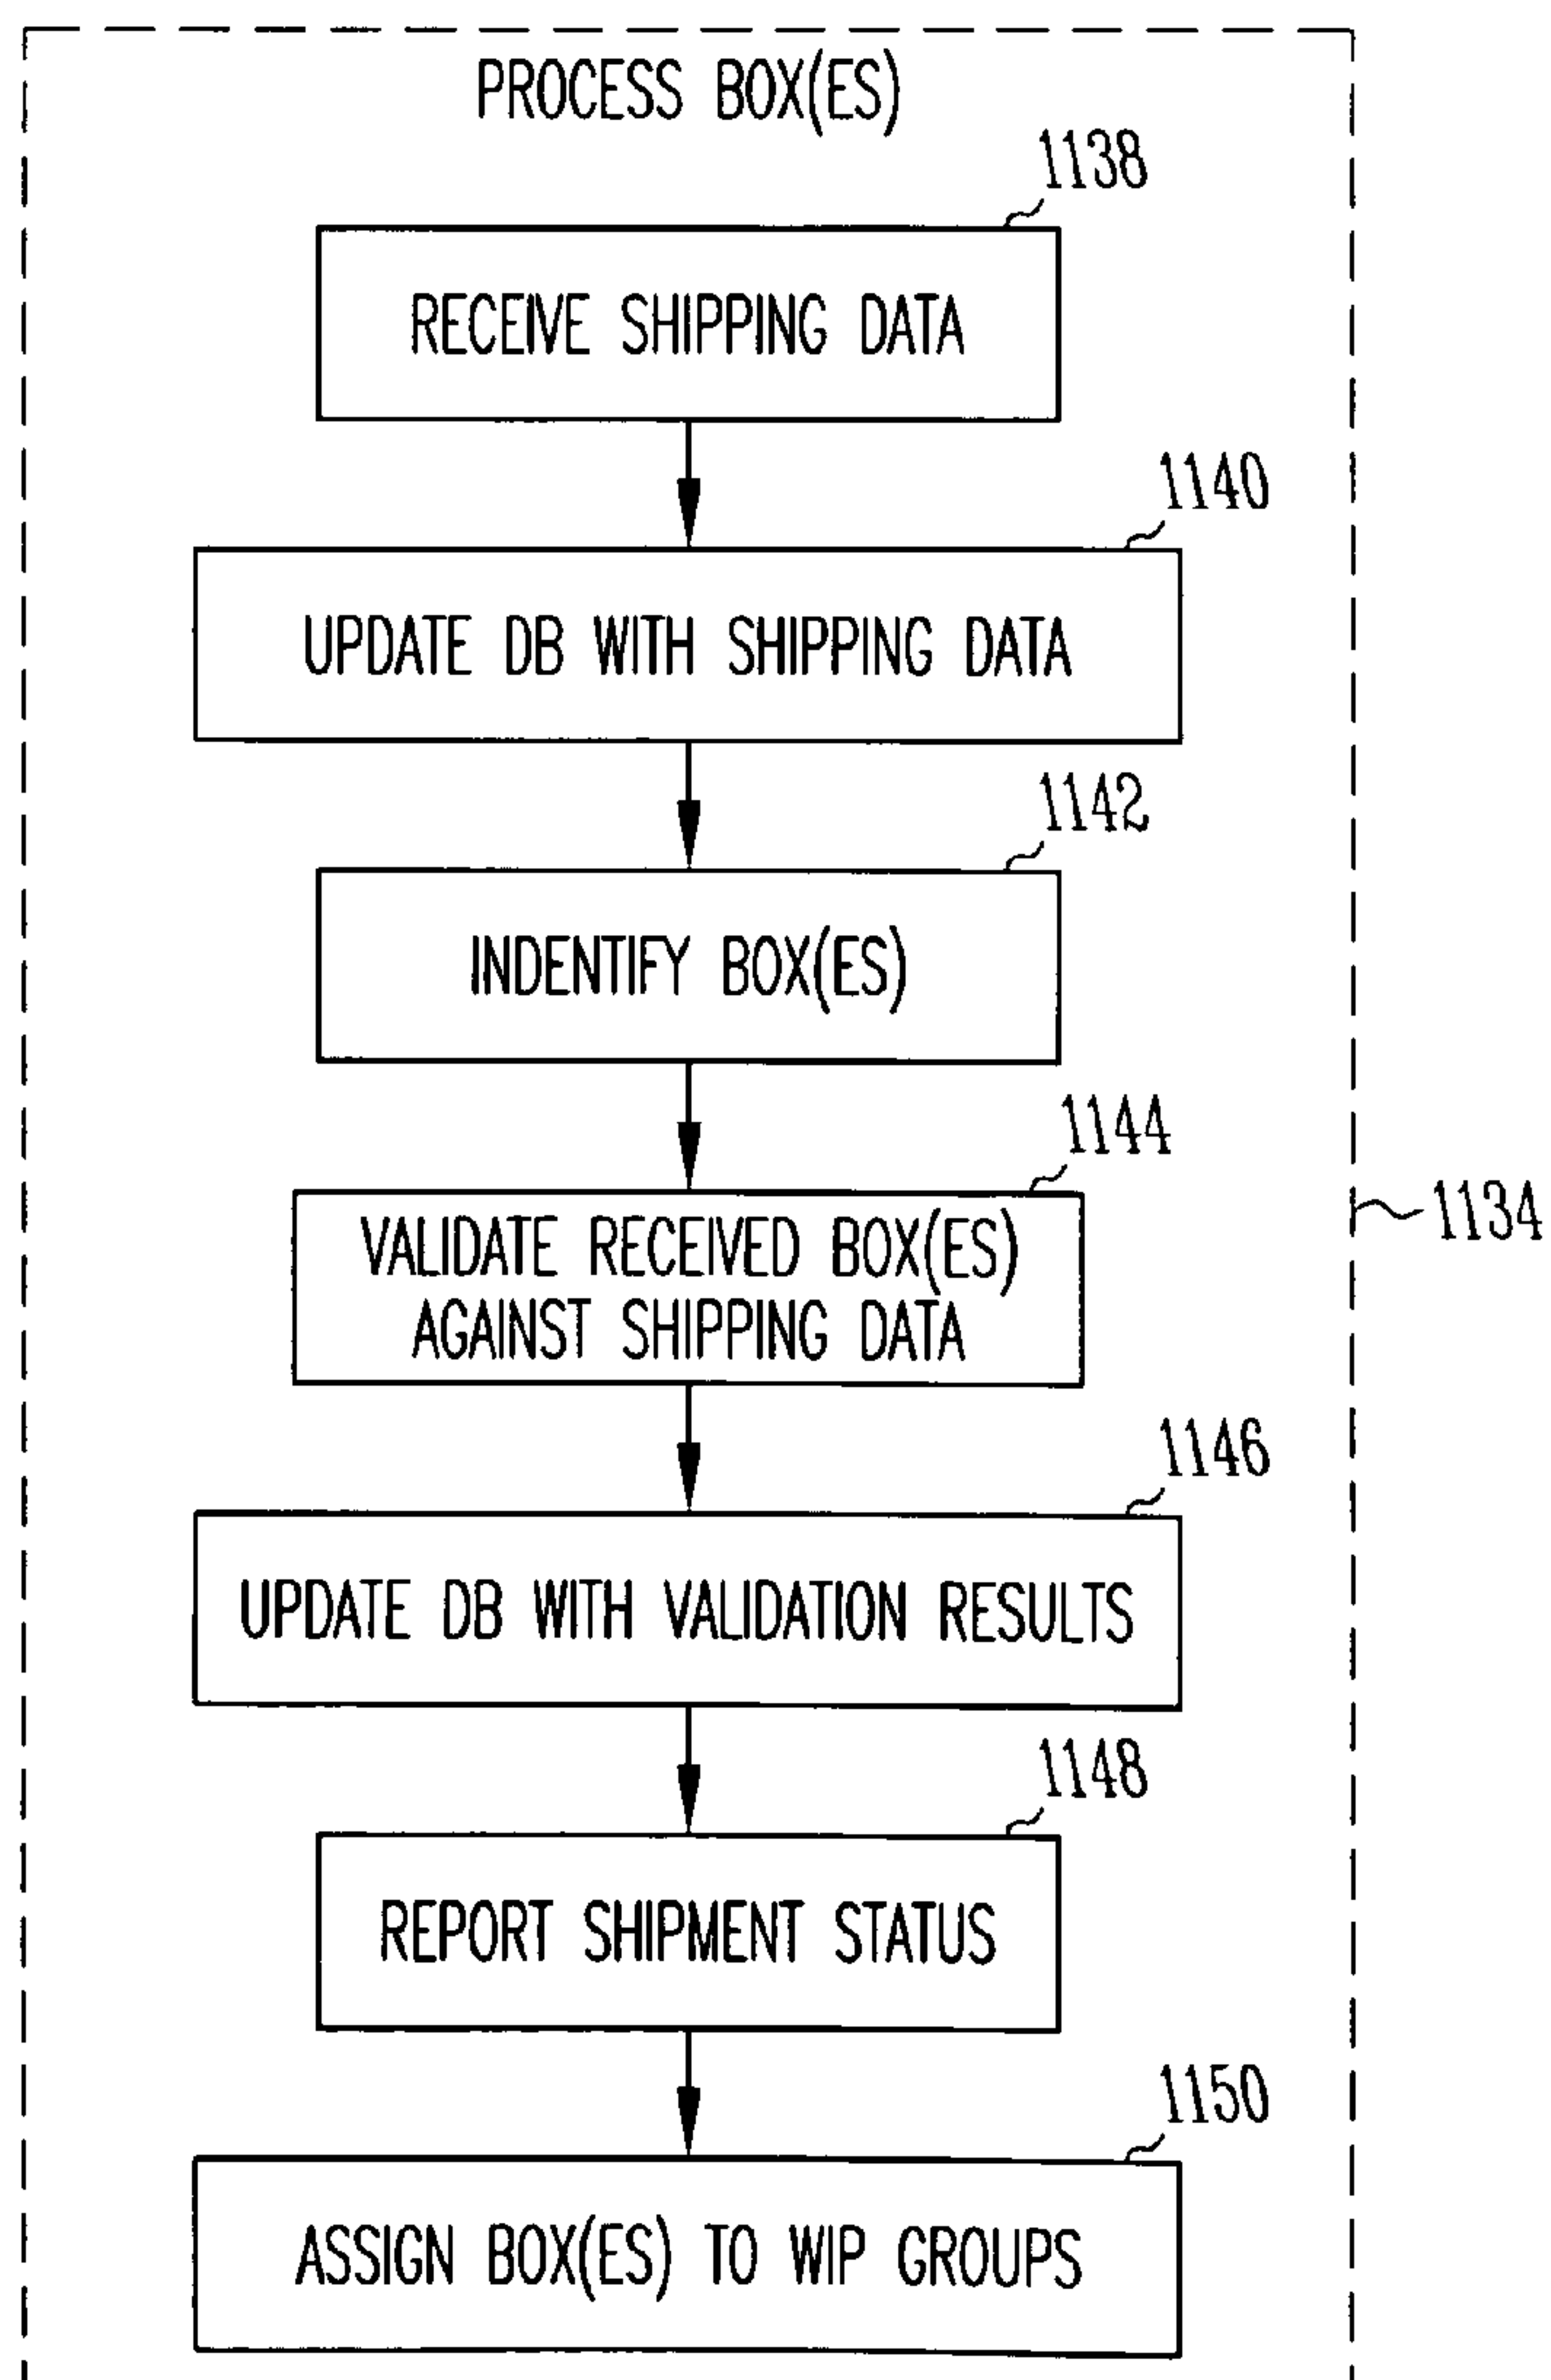 PROCESS BOX(ES)
1138
RECEIVE SHIPPING DATA
1140
UPDATE DB WITH SHIPPING DATA
1142
INDENTIFY BOX(ES)
1144
VALIDATE RECEIVED BOX(ES)
AGAINST SHIPPING DATA
1134
1146
UPDATE DB WITH VALIDATION RESULTS
1148
REPORT SHIPMENT STATUS
1150
ASSIGN BOX(ES) TO WIP GROUPS